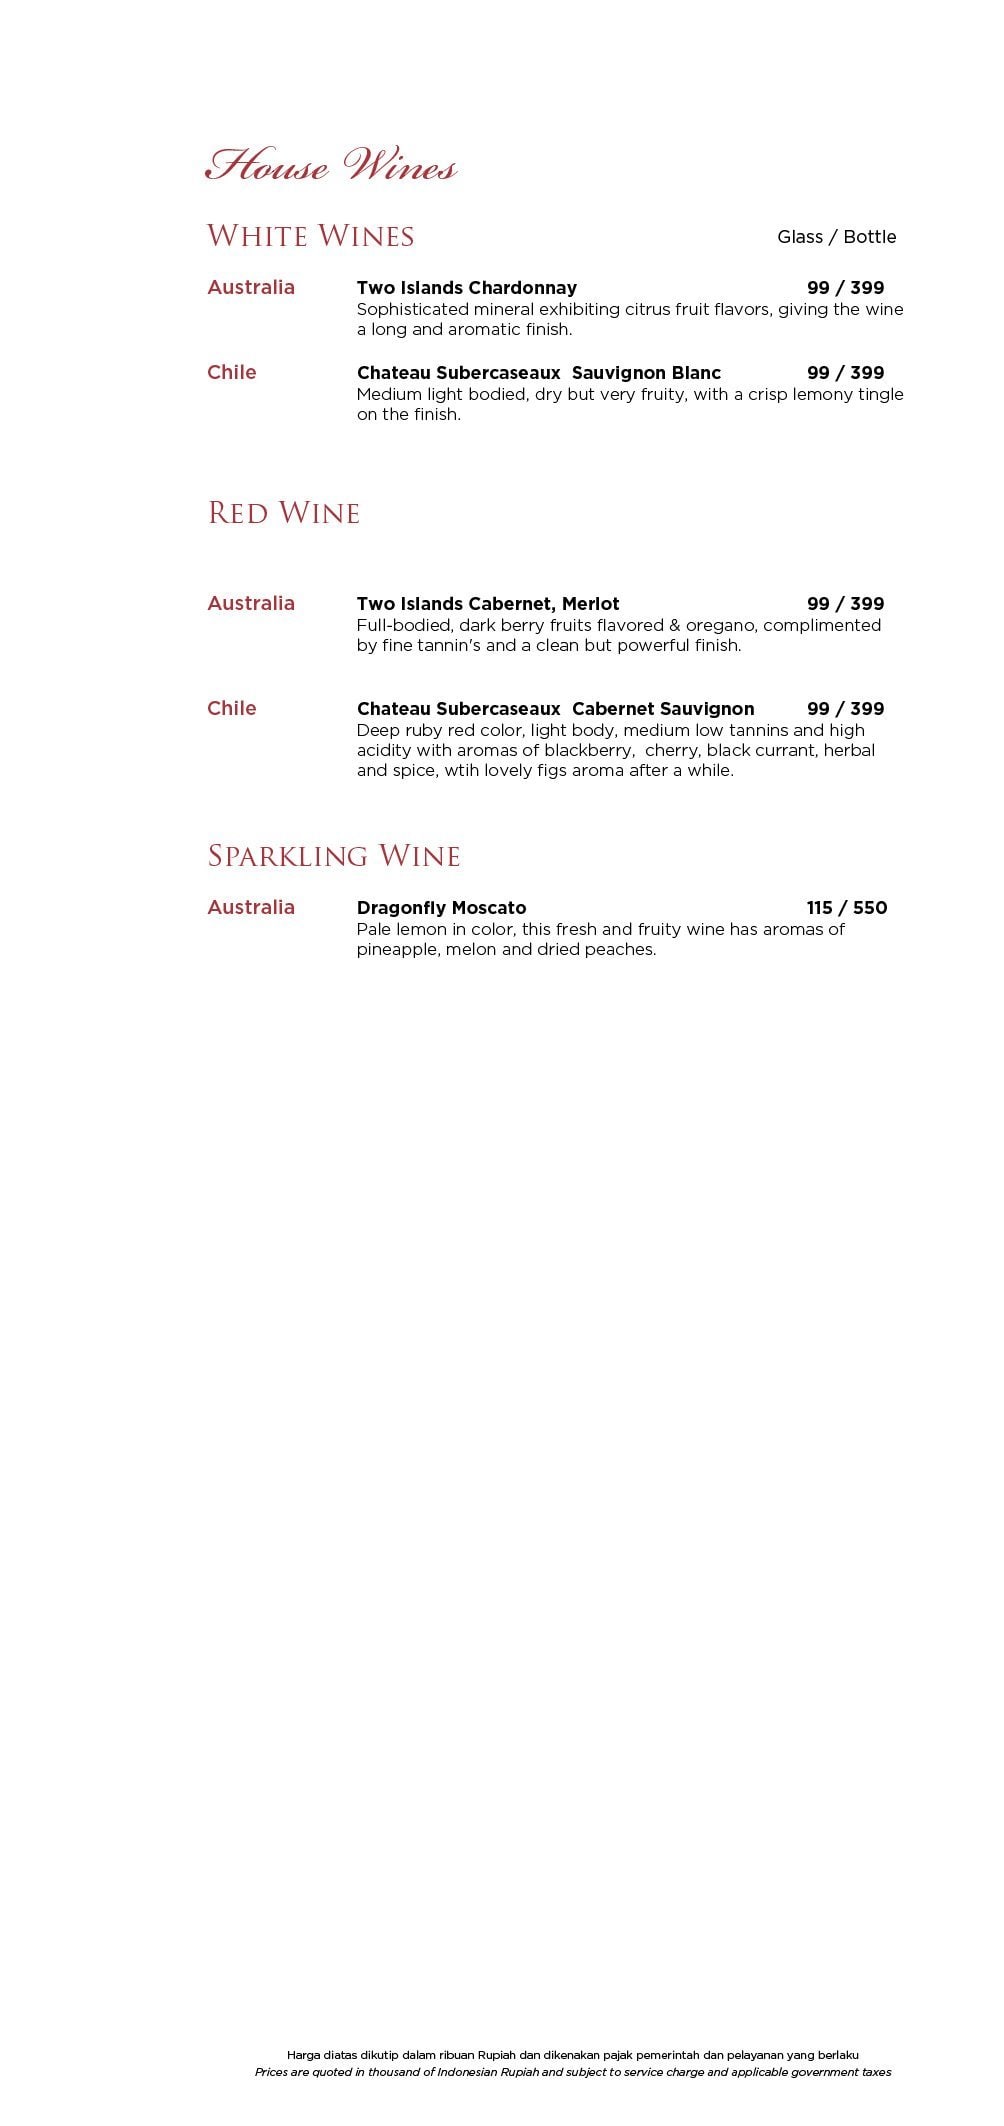 House Wines
White Wines
Glass / Bottle
Australia
Two Islands Chardonnay
99 / 399
Sophisticated mineral exhibiting citrus fruit flavors, giving the wine
a long and aromatic finish.
Chile
Chateau Subercaseaux  Sauvignon Blanc
99 / 399
Medium light bodied, dry but very fruity, with a crisp lemony tingle
on the finish.
Red Wine
Australia
Two Islands Cabernet, Merlot
99 / 399
Full-bodied, dark berry fruits flavored & oregano, complimented
by fine tannin's and a clean but powerful finish.
Chile
Chateau Subercaseaux  Cabernet Sauvignon
99 / 399
Deep ruby red color, light body, medium low tannins and high
acidity with aromas of blackberry,  cherry, black currant, herbal
and spice, wtih lovely figs aroma after a while.
Sparkling Wine
Australia
Dragonfly Moscato
115 / 550
Pale lemon in color, this fresh and fruity wine has aromas of
pineapple, melon and dried peaches.
Harga diatas dikutip dalam ribuan Rupiah dan dikenakan pajak pemerintah dan pelayanan yang berlaku
Prices are quoted in thousand of Indonesian Rupiah and subject to service charge and applicable government taxes